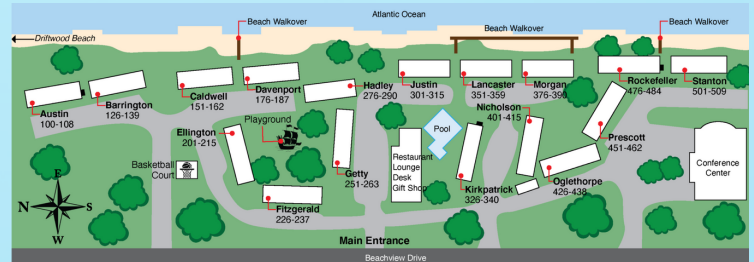 Atlantic Ocean
Beach Walkover
Beach Walkover
Beach Walkover
Driftwood Beach
Austin
100-108
Barrington
126-139
Caldwell
151-162
Davenport
176-187
Hadley
276-290
Justin
301-315
Lancaster
351-359
Morgan
376-390
Rockefeller
476-484
Stanton
501-509
Ellington
201-215
Playground
Nicholson
401-415
Pool
Prescott
451-462
Basketball
Court
Getty
251-263
Restaurant
Lounge
Desk
Gift Shop
Kirkpatrick
326-340
Oglethorpe
426-438
Conference
Center
Fitzgerald
226-237
E
N
S
W
Main Entrance
Beachview Drive